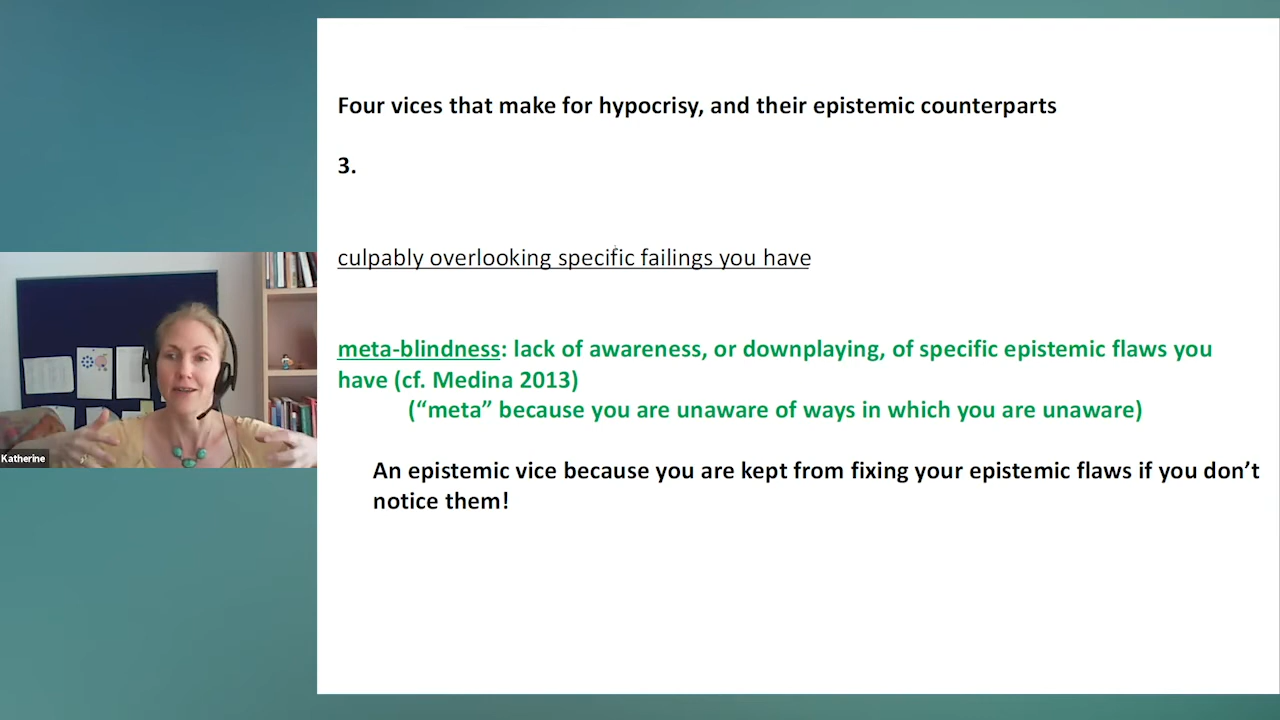 Four vices that make for hypocrisy, and their epistemic counterparts
3.
culpably overlooking specific failings you have
meta-blindness: lack of awareness, or downplaying, of specific epistemic flaws you
have (cf. Medina 2013)
(“meta” because you are unaware of ways in which you are unaware)
An epistemic vice because you are kept from fixing your epistemic flaws if you don’t
notice them!
Katherine